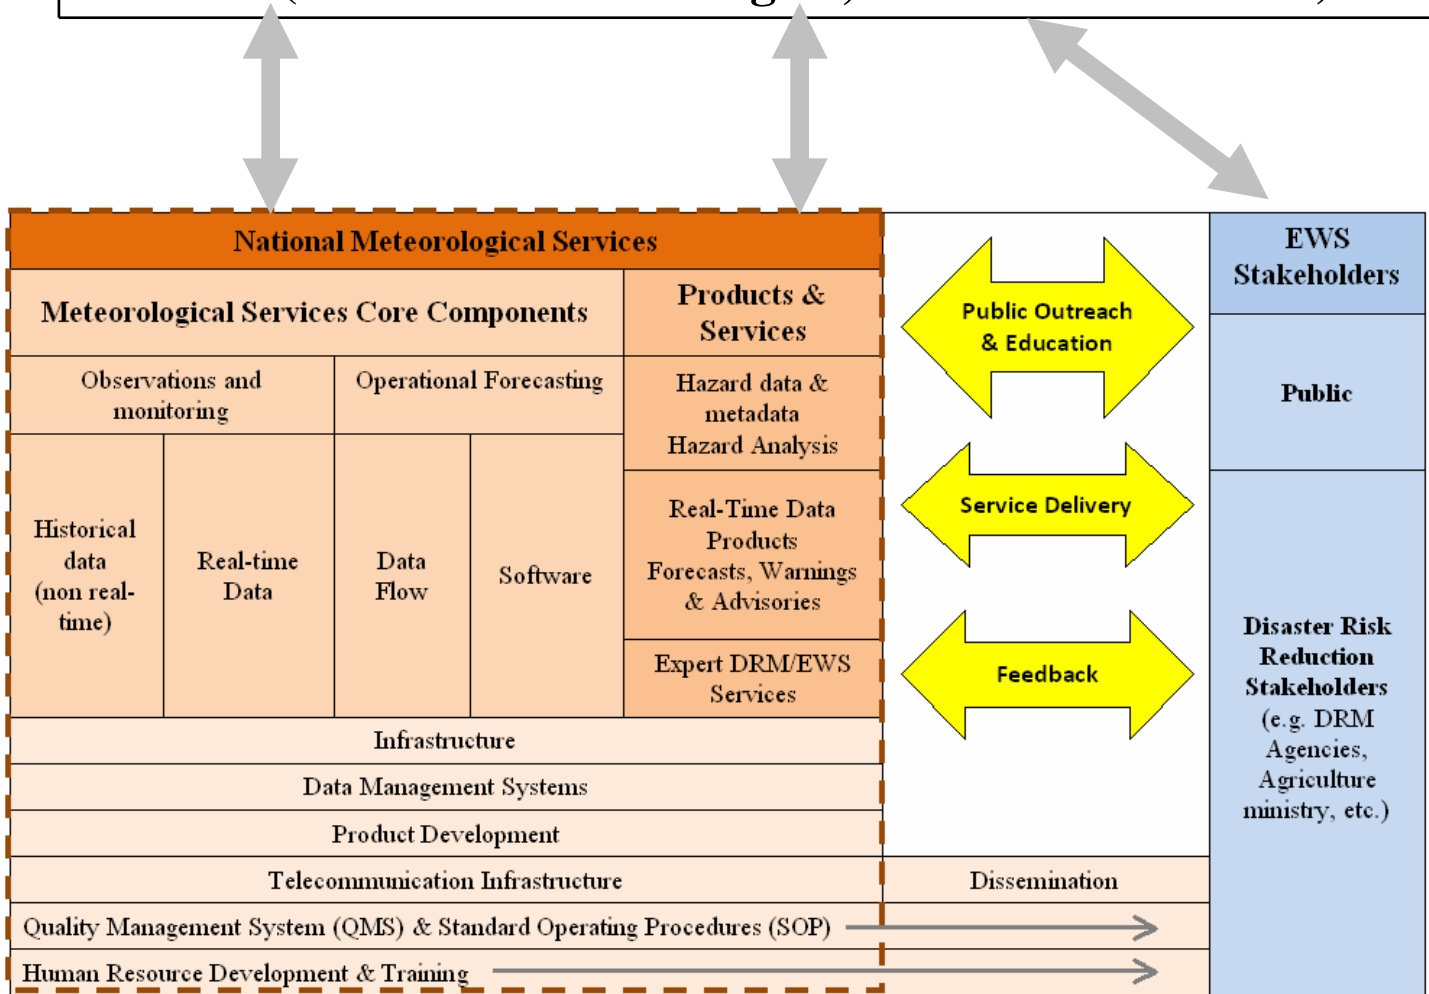 National Meteorological Services
EWS
Stakeholders
Meteorological Services Core Components
Products &
Services
Public Outreach
& Education
Observations and
monitoring
Operational Forecasting
Hazard data &
metadata
Hazard Analysis
Public
Historical
data
(non real-
time)
Real-time
Data
Data
Flow
Software
Real-Time Data
Products
Forecasts, Warnings
& Advisories
Service Delivery
Expert DRM/EWS
Services
Feedback
Disaster Risk
Reduction
Stakeholders
(e.g. DRM
Agencies,
Agriculture
ministry, etc.)
Infrastructure
Data Management Systems
Product Development
Telecommunication Infrastructure
Dissemination
Quality Management System (QMS) & Standard Operating Procedures (SOP)
Human Resource Development & Training